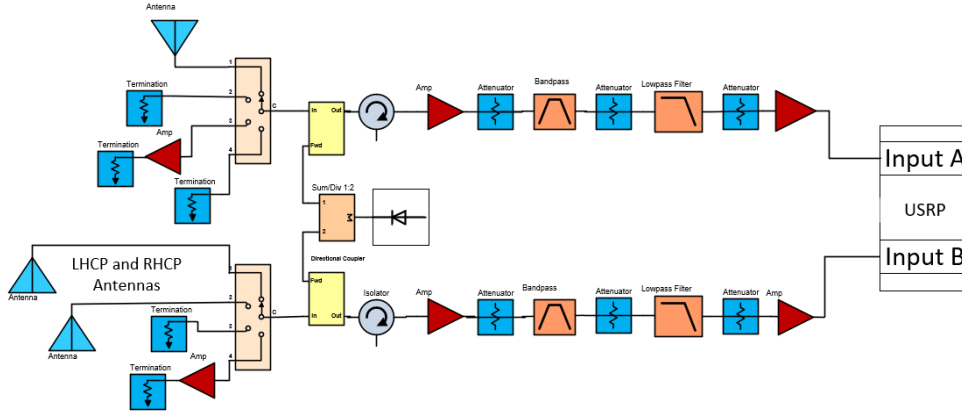 Antenna
1
Termination
2
C
3
Amp
Termination
4
Termination
In
Out
Fwd
Amp
Attenuator
Bandpass
Attenuator
Lowpass Filter
Attenuator
Input A
USRP
Input B
Sum/Div 1:2
1
2
Σ
Directional Coupler
LHCP and RHCP
Antennas
Antenna
1
2
C
3
4
Antenna
Termination
Amp
Termination
Fwd
In
Out
Isolator
Amp
Attenuator
Bandpass
Attenuator
Lowpass Filter
Attenuator
Amp